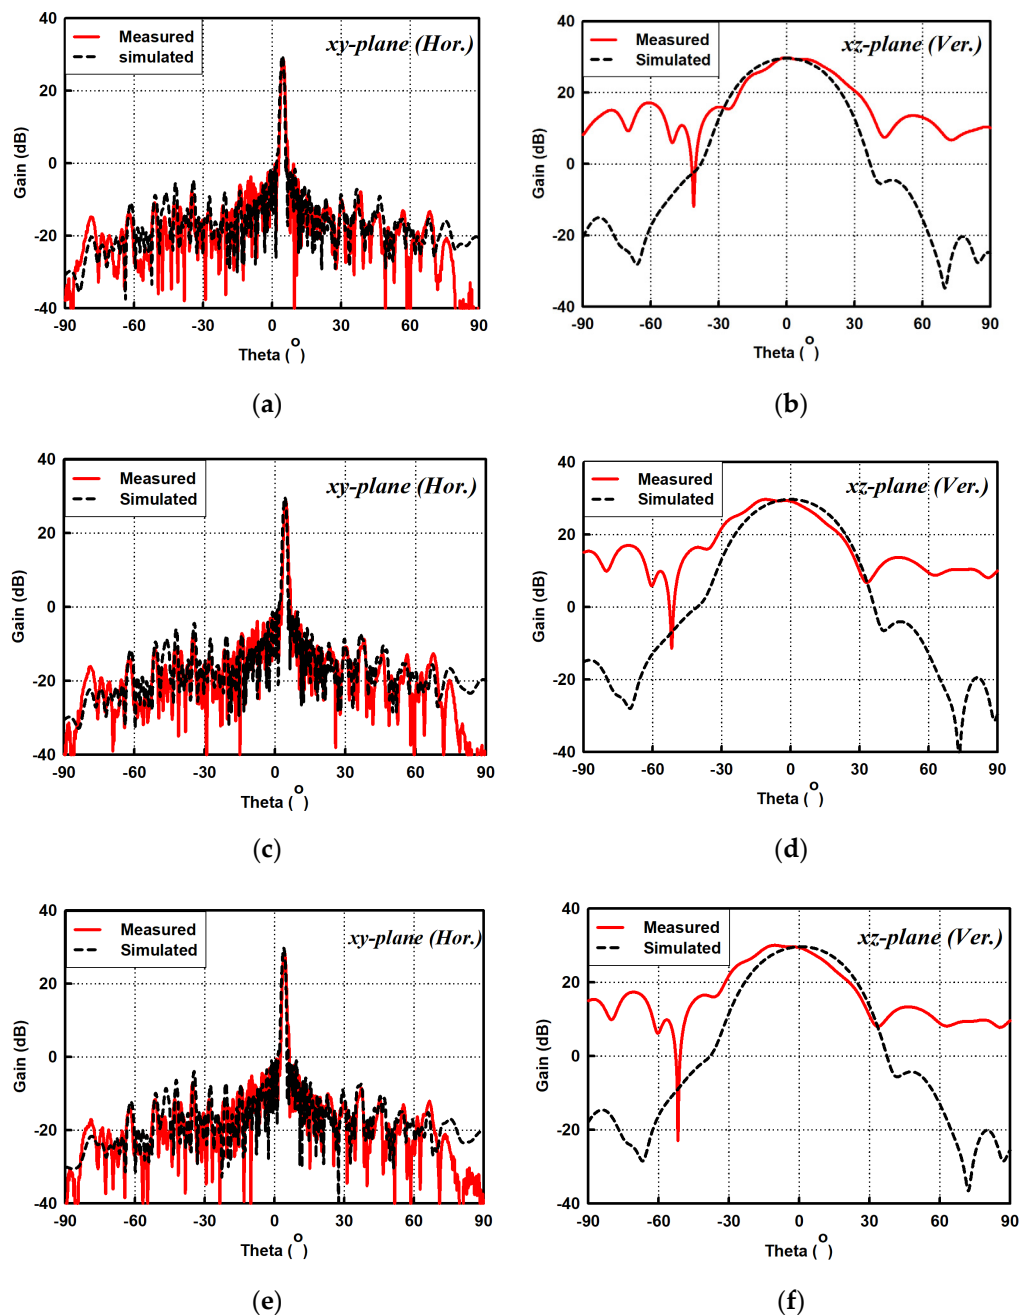 40
20
0
-20
-40
Gain (dB)
Measured
simulated
xy-plane (Hor.)
-90 -60 -30 0 30 60 90
Theta (o)
(a)
40
20
0
-20
-40
Gain (dB)
Measured
Simulated
xz-plane (Ver.)
-90 -60 -30 0 30 60 90
Theta (o)
(b)
40
20
0
-20
-40
Gain (dB)
Measured
Simulated
xy-plane (Hor.)
-90 -60 -30 0 30 60 90
Theta (o)
(c)
40
20
0
-20
-40
Gain (dB)
Measured
Simulated
xz-plane (Ver.)
-90 -60 -30 0 30 60 90
Theta (o)
(d)
40
20
0
-20
-40
Gain (dB)
Measured
Simulated
xy-plane (Hor.)
-90 -60 -30 0 30 60 90
Theta (o)
(e)
40
20
0
-20
-40
Gain (dB)
Measured
Simulated
xz-plane (Ver.)
-90 -60 -30 0 30 60 90
Theta (o)
(f)